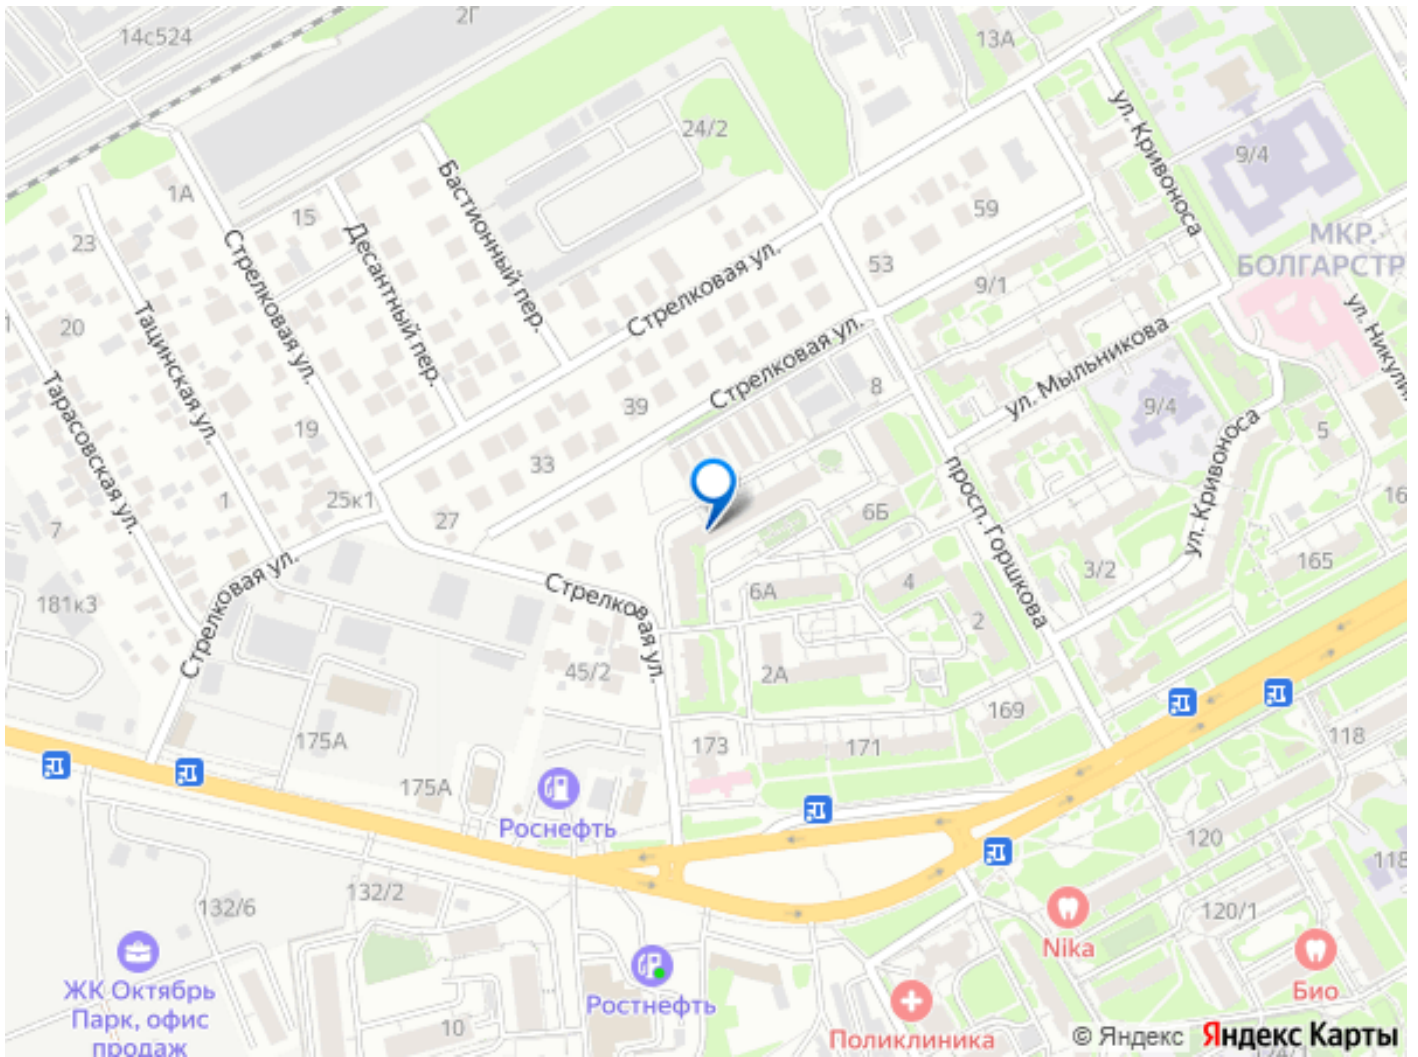 14с524
2Г
13А
24/2
ул. Кривоноса
9/4
1А
15
Бастионный пер.
59
МКР.
БОЛГАРСТР
23
Стрелковая ул.
Десантный пер.
Стрелковая ул.
53
9/1
20
Тацинская ул.
Стрелковая ул.
ул. Мыльникова
Тарасовская ул.
39
8
9/4
19
33
5
ул. Кривоноса
1
25к1
27
6Б
просп. Горшкова
16
7
Стрелковая ул.
165
3/2
181к3
Стрелковая ул.
6А
4
2
45/2
2А
169
175А
173
171
118
175А
Роснефть
120
118
132/2
132/6
120/1
Nika
ЖК Октябрь
Парк, офис
продаж
10
Ростнефть
Поликлиника
Био
© Яндекс Яндекс Карты